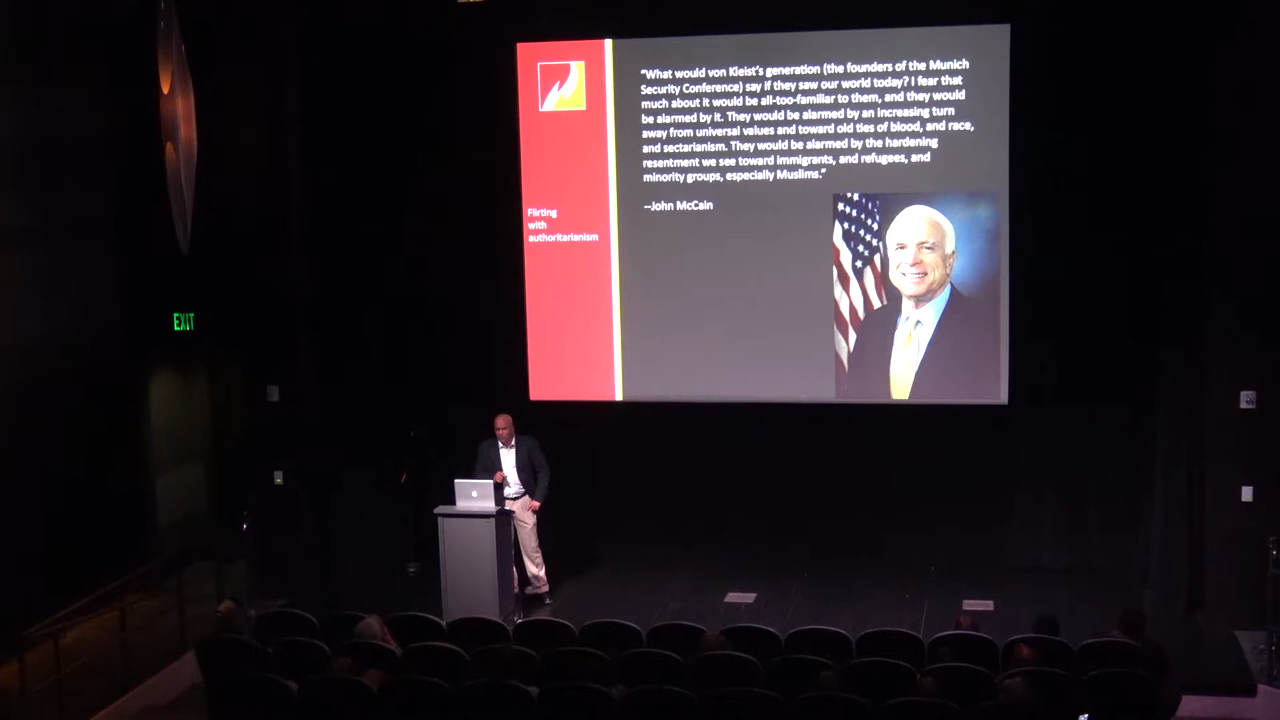 “What would von Kleist’s generation (the founders of the Munich
Security Conference) say if they saw our world today? I fear that
much about it would be all-too-familiar to them, and they would
be alarmed by it. They would be alarmed by an increasing turn
away from universal values and toward old ties of blood, and race,
and sectarianism. They would be alarmed by the hardening
resentment we see toward immigrants, and refugees, and
minority groups, especially Muslims.”
--John McCain
Flirting
with
authoritarianism
EXIT